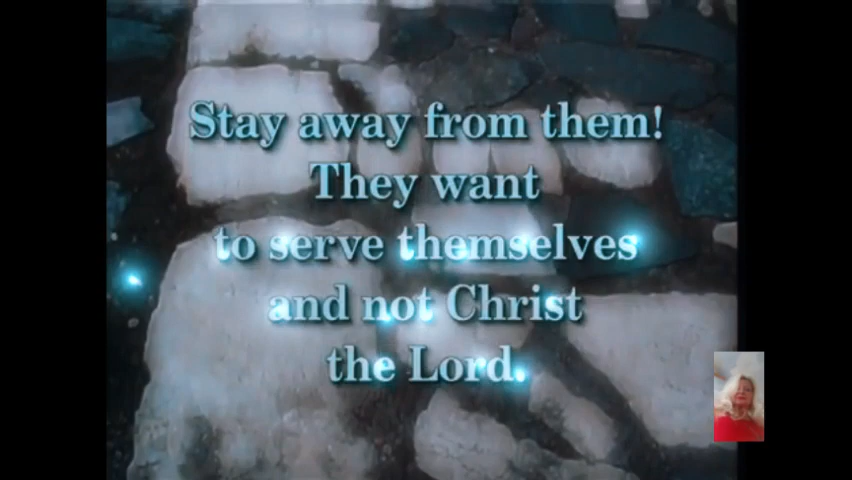 Stay away from them!
They want
to serve themselves
and not Christ
the Lord.